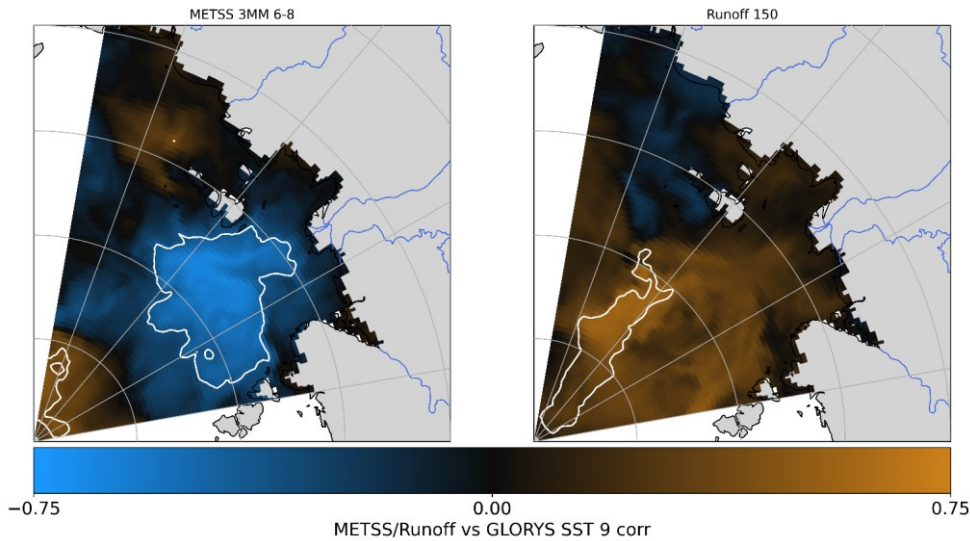 METSS 3MM 6-8
Runoff 150
−0.75
0.00
0.75
METSS/Runoff vs GLORYS SST 9 corr